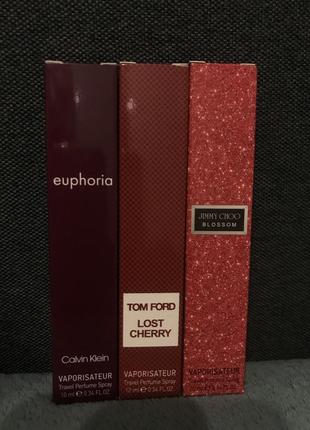 euphoria
Calvin Klein
VAPORISATEUR
Travel Perfume Spray
10 ml ℮ 0.34 FL.OZ
TOM FORD
LOST
CHERRY
VAPORISATEUR
Travel Perfume Spray
10 ml ℮ 0.34 FL.OZ
JIMMY CHOO
BLOSSOM
VAPORISATEUR